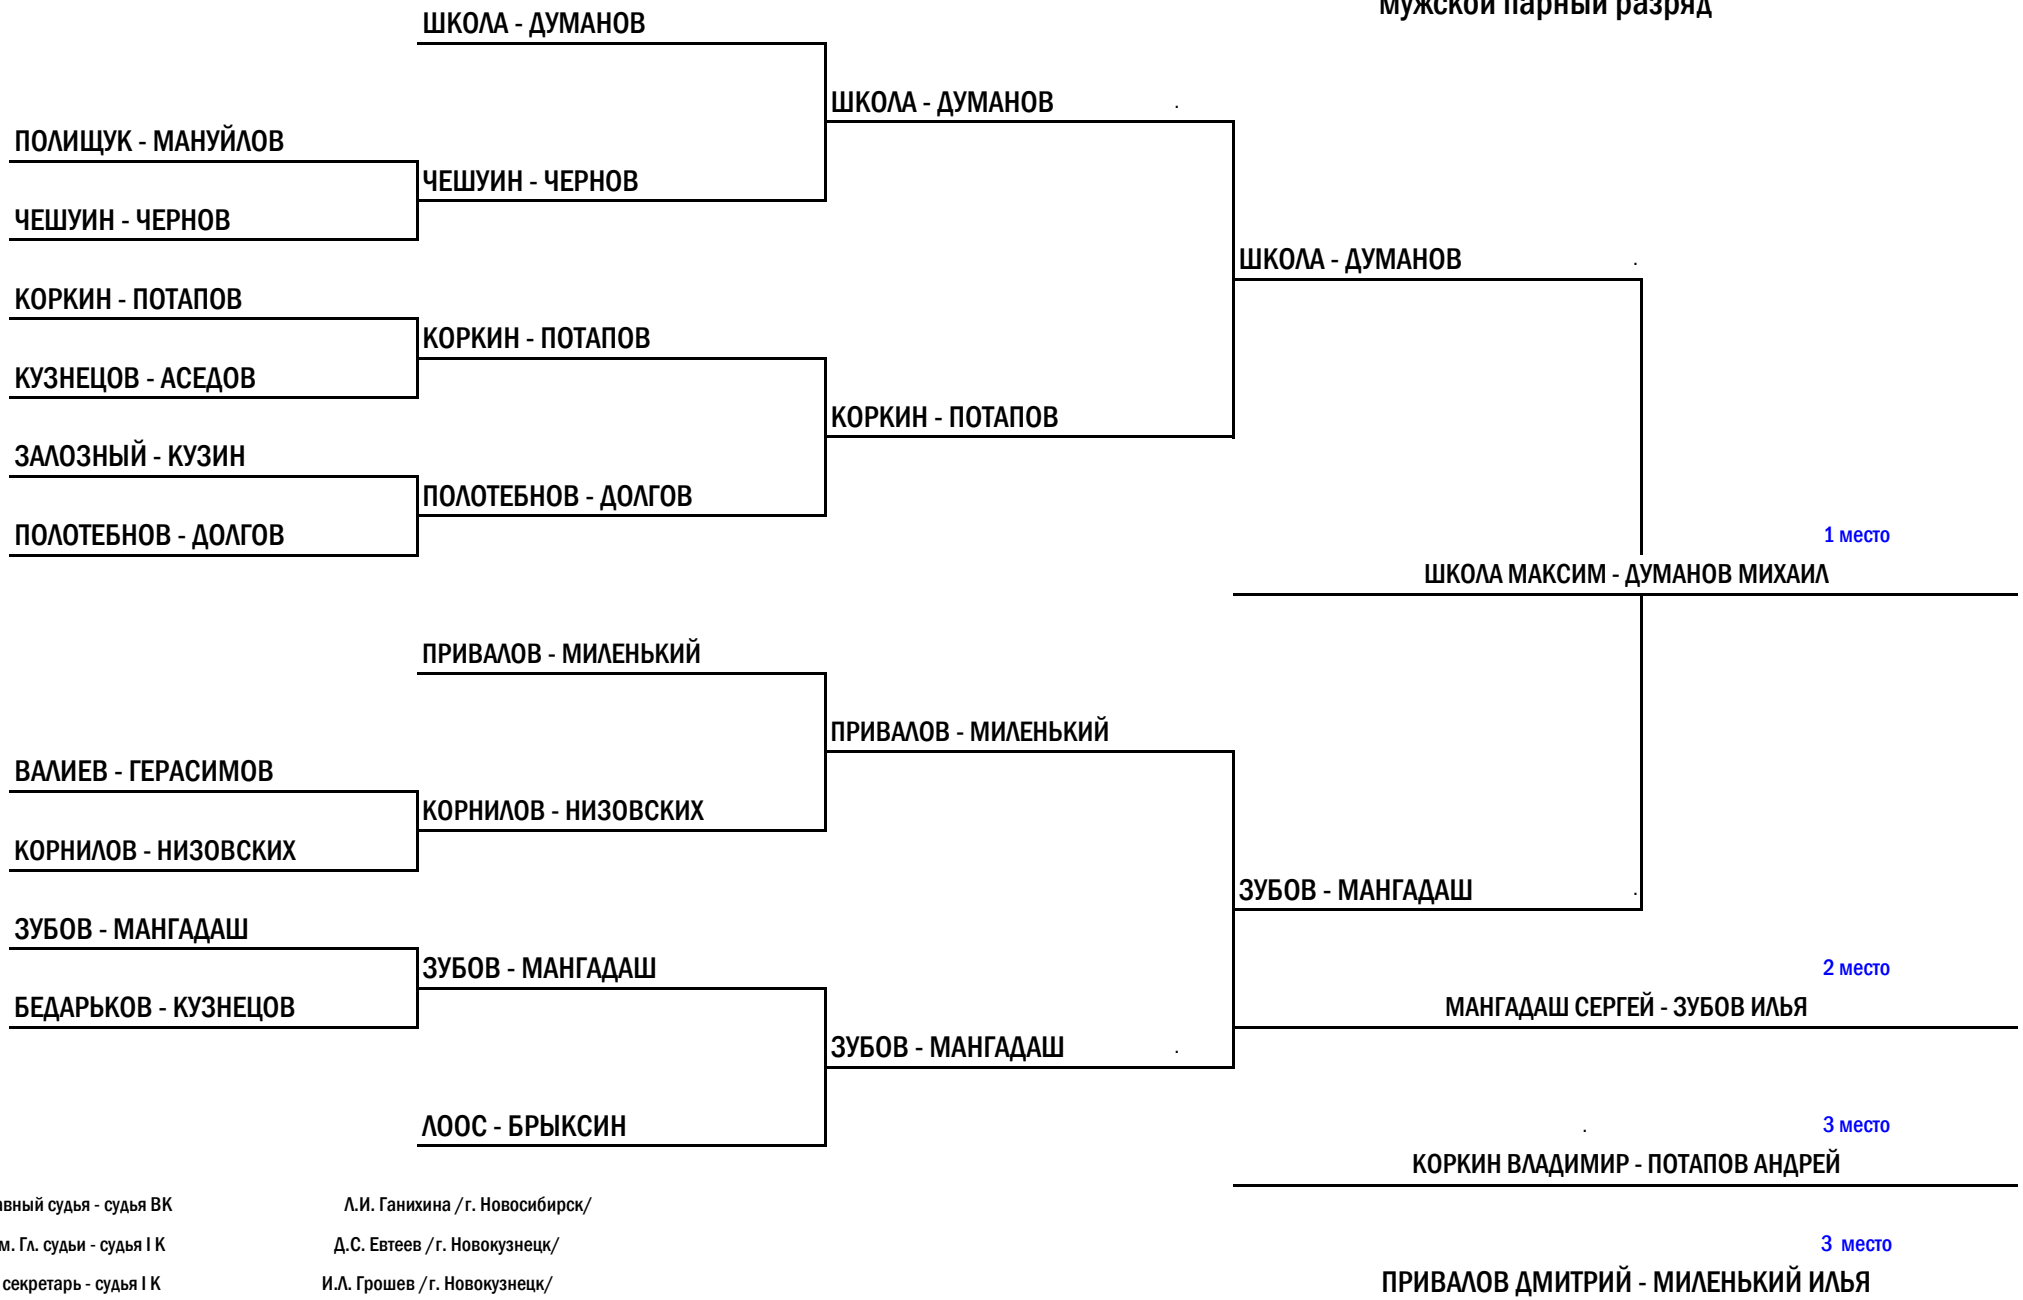 мужской парный разряд
ШКОЛА - ДУМАНОВ
ШКОЛА - ДУМАНОВ
ПОЛИЩУК - МАНУЙЛОВ
ЧЕШУИН - ЧЕРНОВ
ЧЕШУИН - ЧЕРНОВ
ШКОЛА - ДУМАНОВ
КОРКИН - ПОТАПОВ
КОРКИН - ПОТАПОВ
КУЗНЕЦОВ - АСЕДОВ
КОРКИН - ПОТАПОВ
ЗАЛОЗНЫЙ - КУЗИН
ПОЛОТЕБНОВ - ДОЛГОВ
ПОЛОТЕБНОВ - ДОЛГОВ
1 место
ШКОЛА МАКСИМ - ДУМАНОВ МИХАИЛ
ПРИВАЛОВ - МИЛЕНЬКИЙ
ПРИВАЛОВ - МИЛЕНЬКИЙ
ВАЛИЕВ - ГЕРАСИМОВ
КОРНИЛОВ - НИЗОВСКИХ
КОРНИЛОВ - НИЗОВСКИХ
ЗУБОВ - МАНГАДАШ
ЗУБОВ - МАНГАДАШ
ЗУБОВ - МАНГАДАШ
2 место
БЕДАРЬКОВ - КУЗНЕЦОВ
МАНГАДАШ СЕРГЕЙ - ЗУБОВ ИЛЬЯ
ЗУБОВ - МАНГАДАШ
ЛООС - БРЫКСИН
3 место
КОРКИН ВЛАДИМИР - ПОТАПОВ АНДРЕЙ
авный судья - судья ВК Л.И. Ганихина /г. Новосибирск/
м. Гл. судьи - судья I К Д.С. Евтеев /г. Новокузнецк/
3 место
секретарь - судья I К И.Л. Грошев /г. Новокузнецк/
ПРИВАЛОВ ДМИТРИЙ - МИЛЕНЬКИЙ ИЛЬЯ